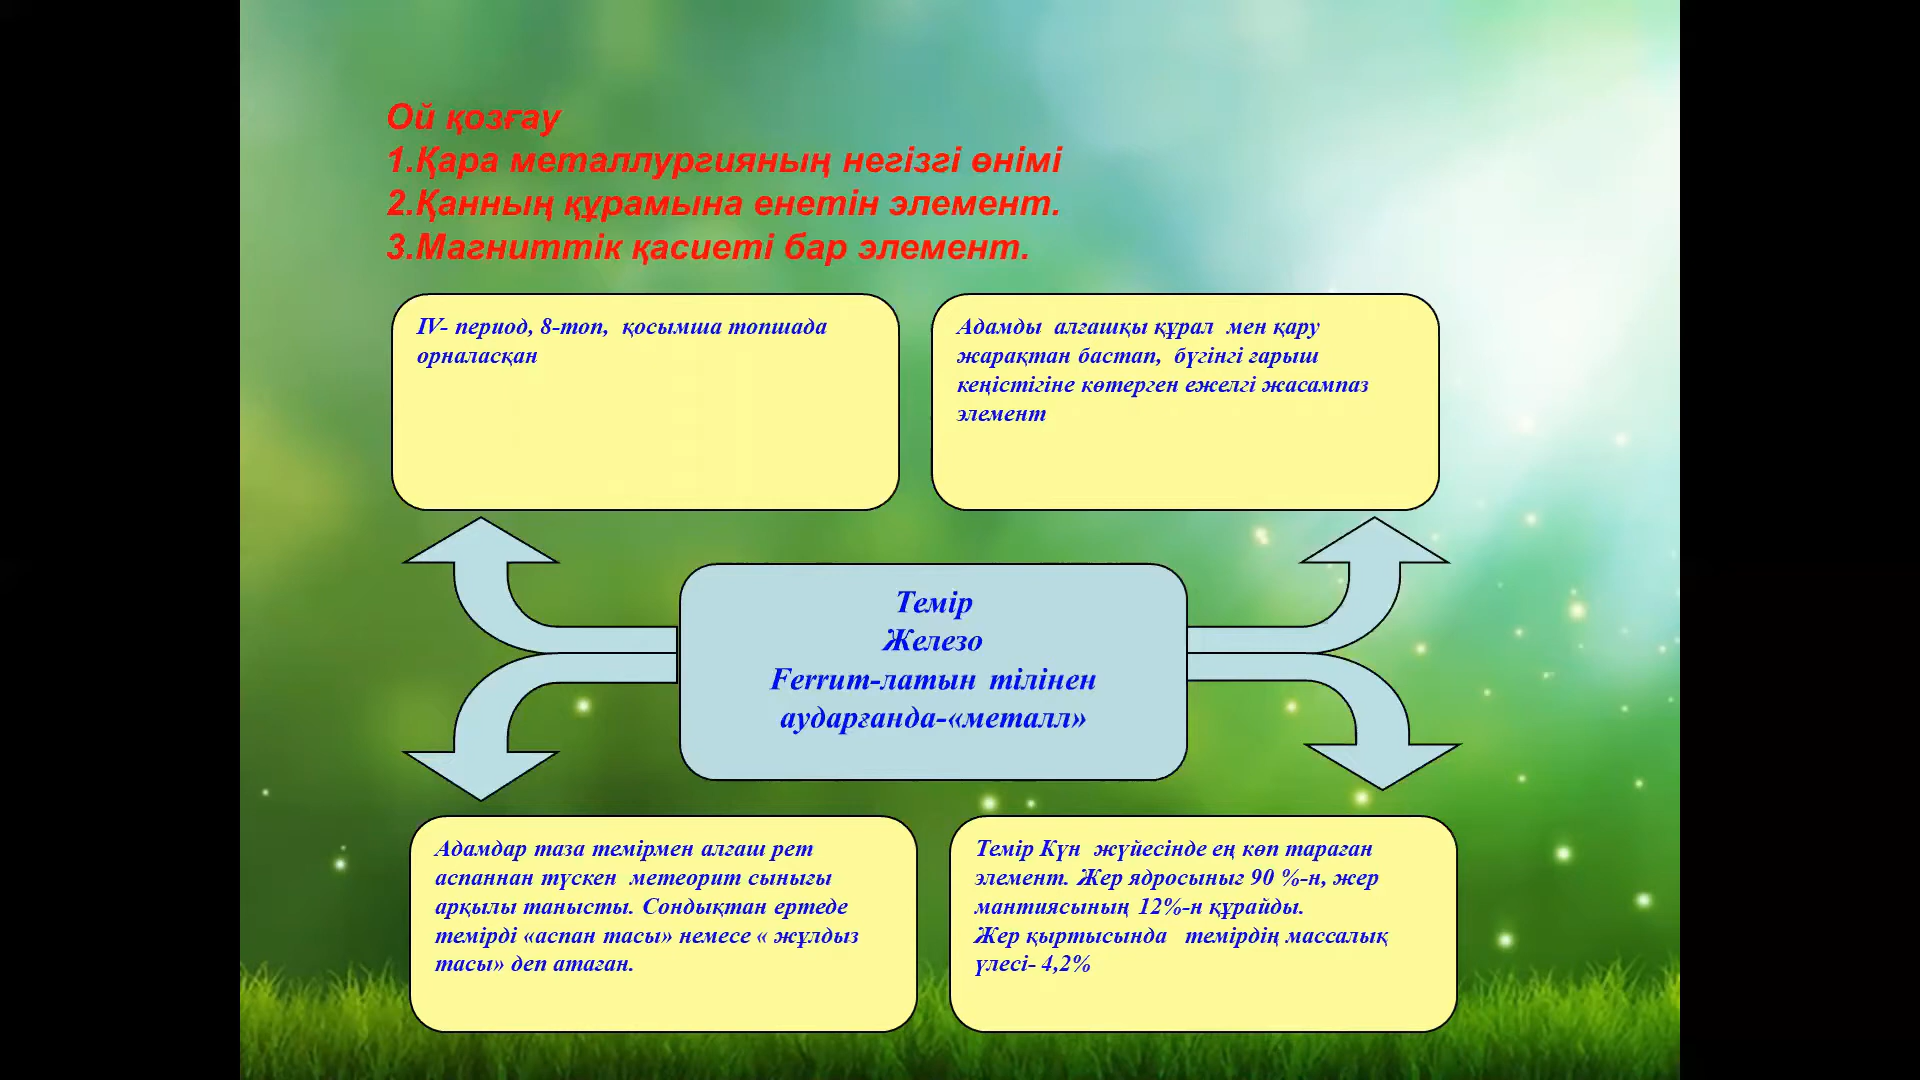 Ой қозғау
1.Қара металлургияның негізгі өнімі
2.Қанның құрамына енетін элемент.
3.Магниттік қасиеті бар элемент.
IV- период, 8-топ, қосымша топшада
орналасқан
Адамды алғашқы құрал мен қару
жарақтан бастап, бүгінгі ғарыш
кеңістігіне көтерген ежелгі жасампаз
элемент
Темір
Железо
Ferrum-латын тілінен
аударғанда-«металл»
Адамдар таза темірмен алғаш рет
аспаннан түскен метеорит сынығы
арқылы танысты. Сондықтан ертеде
темірді «аспан тасы» немесе « жұлдыз
тасы» деп атаған.
Темір Күн жүйесінде ең көп тараған
элемент. Жер ядросыныг 90 %-н, жер
мантиясының 12%-н құрайды.
Жер қыртысында темірдің массалық
үлесі- 4,2%